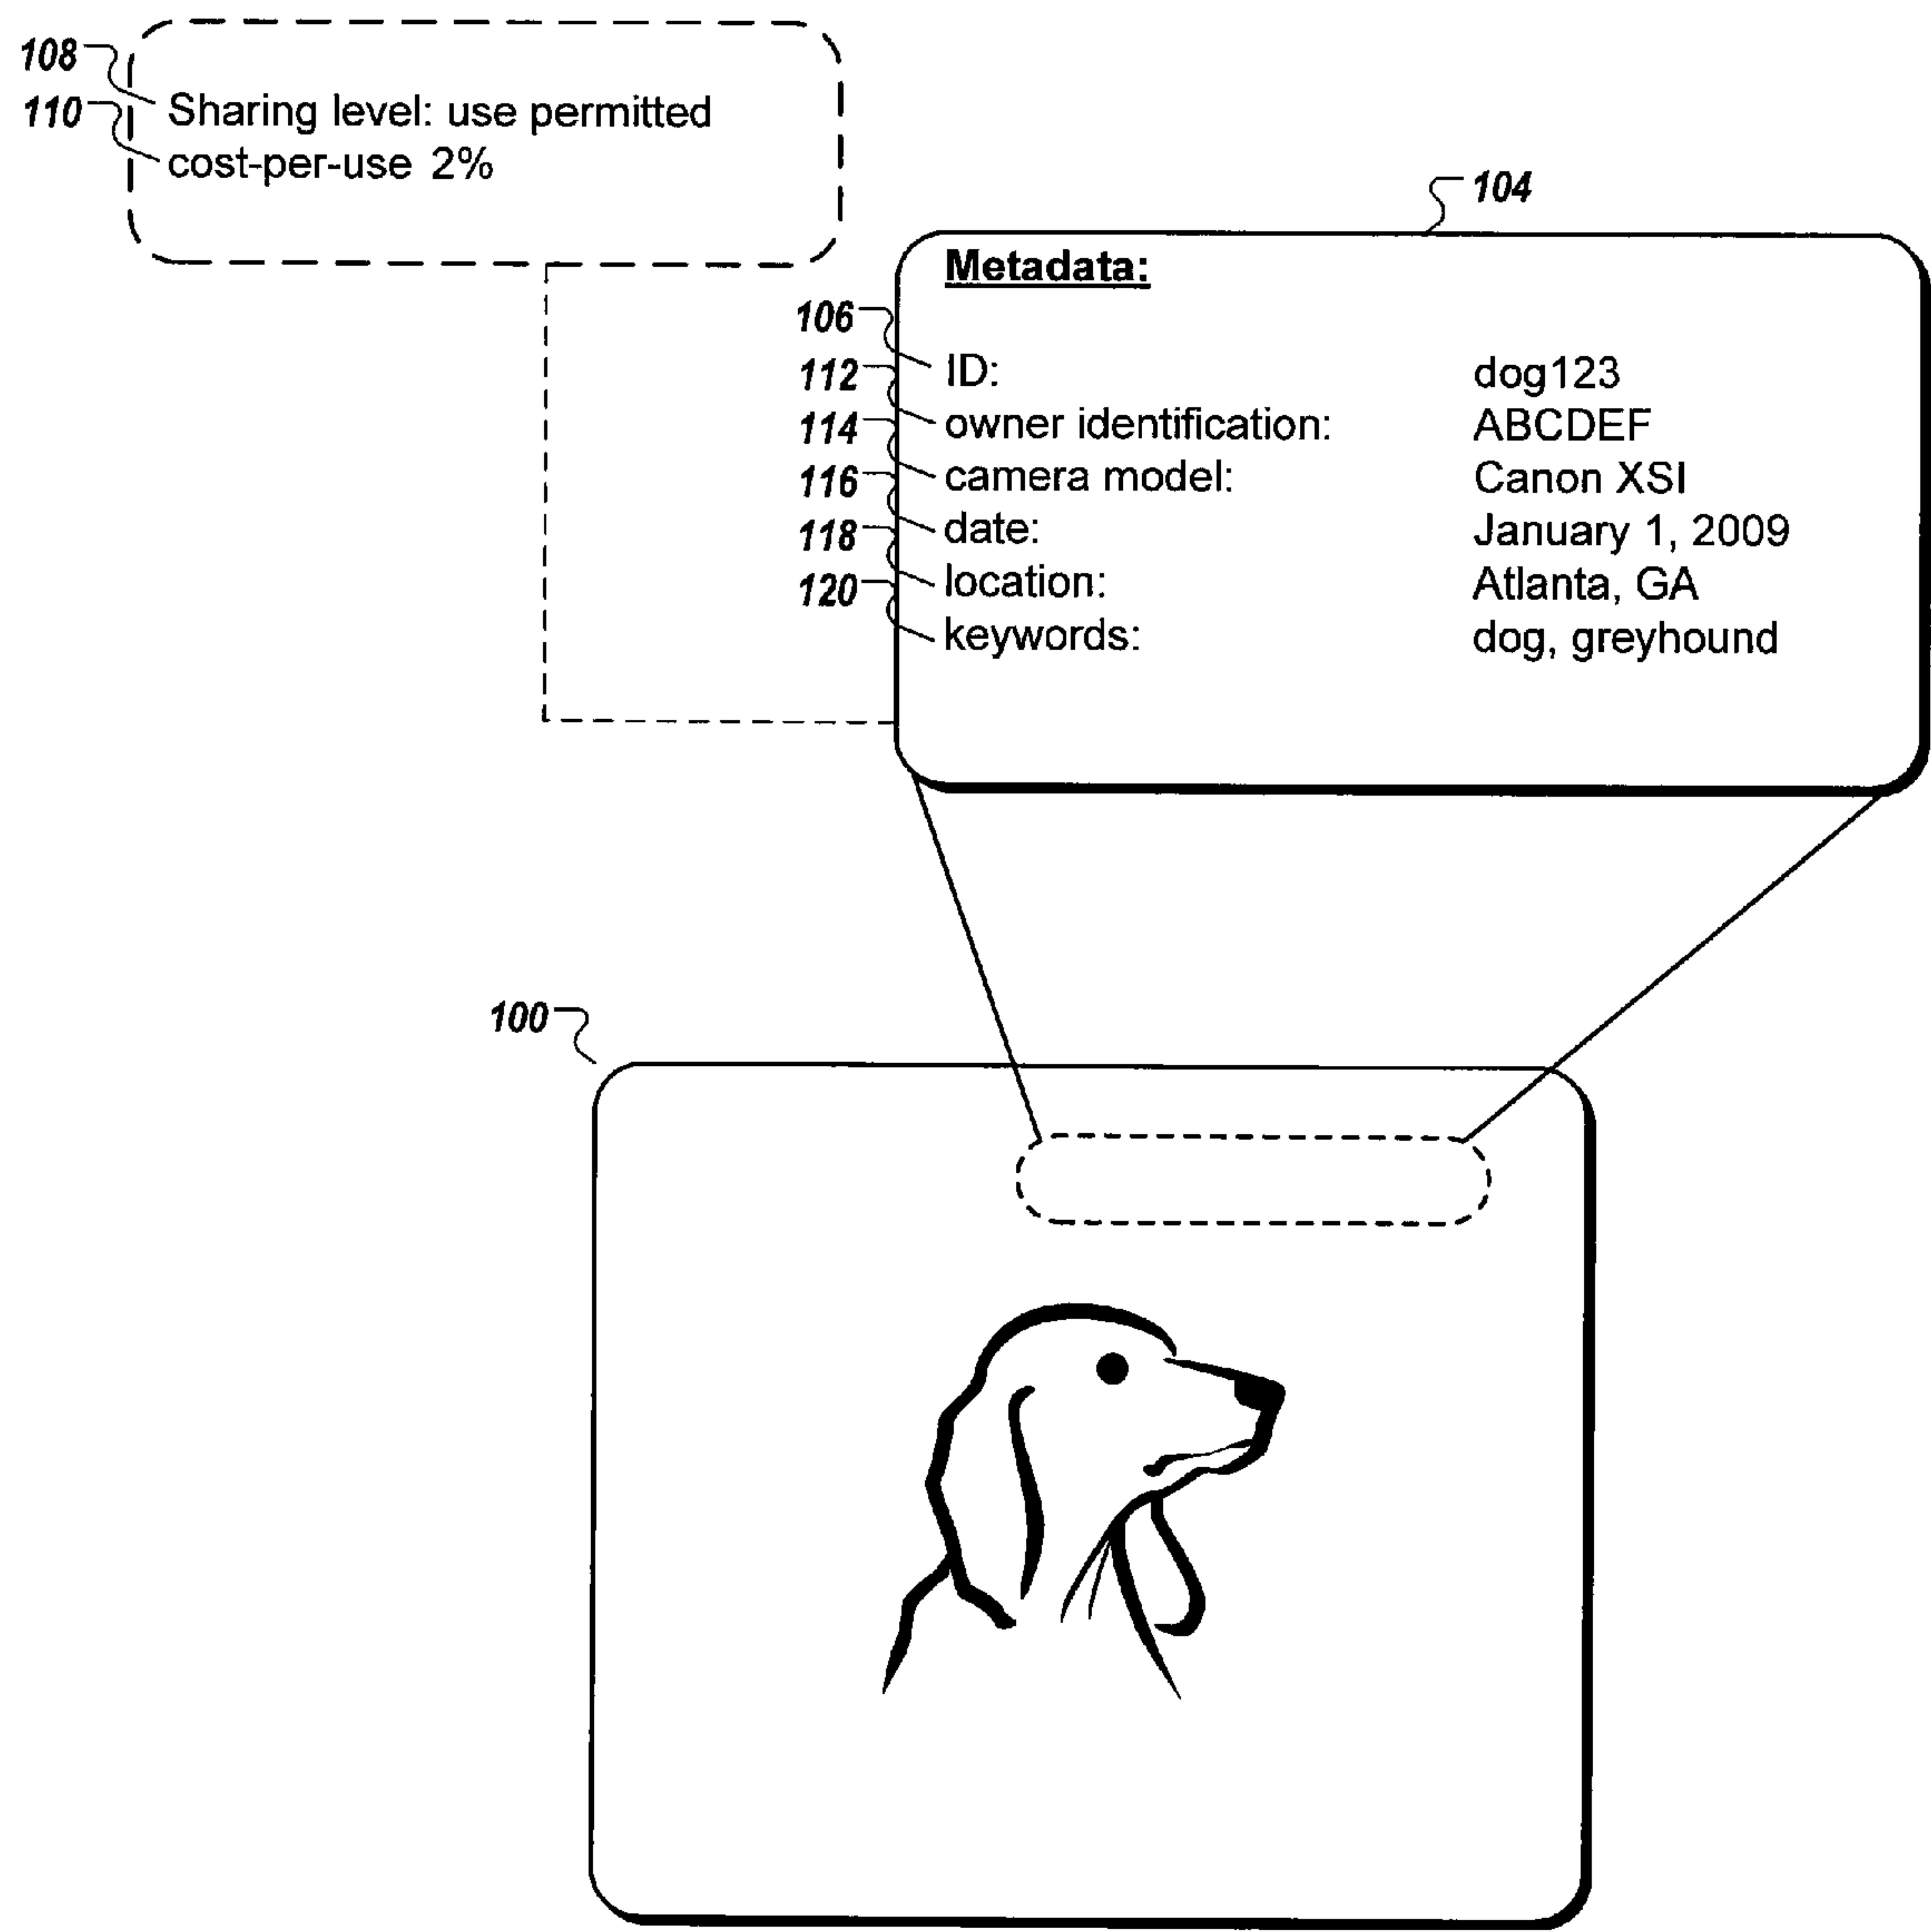 108
Sharing level: use permitted
110
cost-per-use 2%
104
Metadata:
106
ID: dog123
112
owner identification: ABCDEF
114
camera model: Canon XSI
116
date: January 1, 2009
118
location: Atlanta, GA
120
keywords: dog, greyhound
100